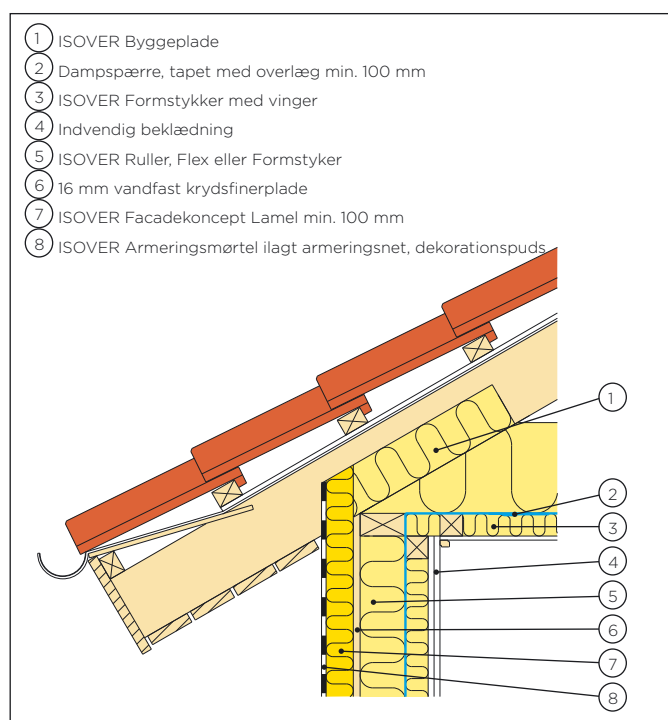 1 ISOVER Byggeplade
2 Dampspærre, tapet med overlæg min. 100 mm
3 ISOVER Formstykker med vinger
4 Indvendig beklædning
5 ISOVER Ruller, Flex eller Formstyker
6 16 mm vandfast krydsfinerplade
7 ISOVER Facadekoncept Lamel min. 100 mm
8 ISOVER Armeringsmørtel ilagt armeringsnet, dekorationspuds
1
2
3
4
5
6
7
8